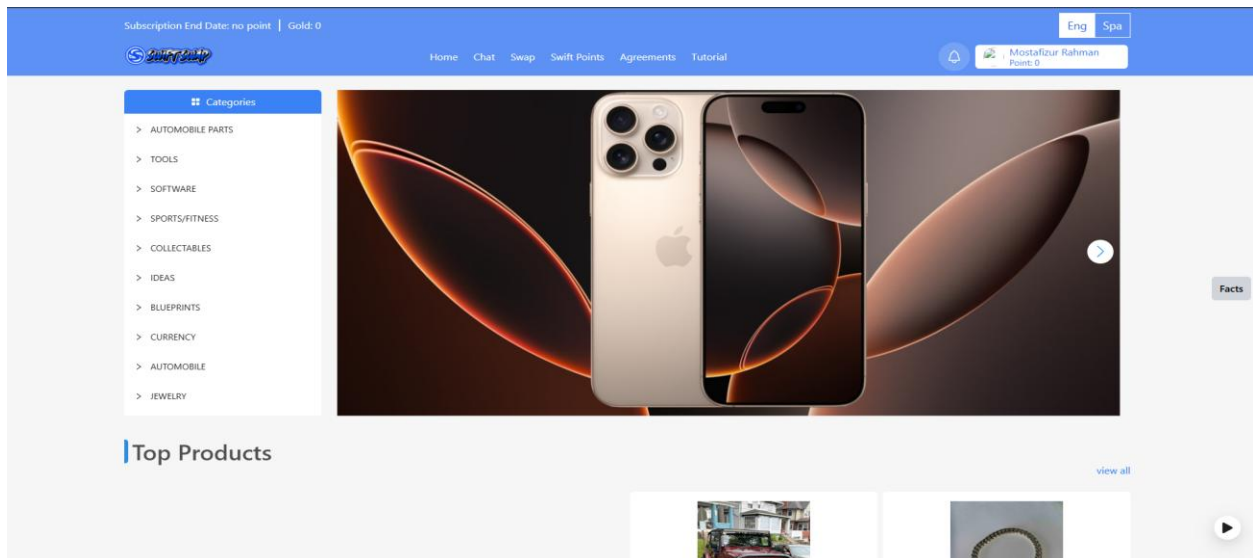 Subscription End Date: no point | Gold: 0
Eng Spa
SwiftSwap
Home Chat Swap Swift Points Agreements Tutorial
Mostafizur Rahman
Point: 0
Categories
> AUTOMOBILE PARTS
> TOOLS
> SOFTWARE
> SPORTS/FITNESS
> COLLECTABLES
> IDEAS
> BLUEPRINTS
> CURRENCY
> AUTOMOBILE
> JEWELRY
Facts
Top Products
view all